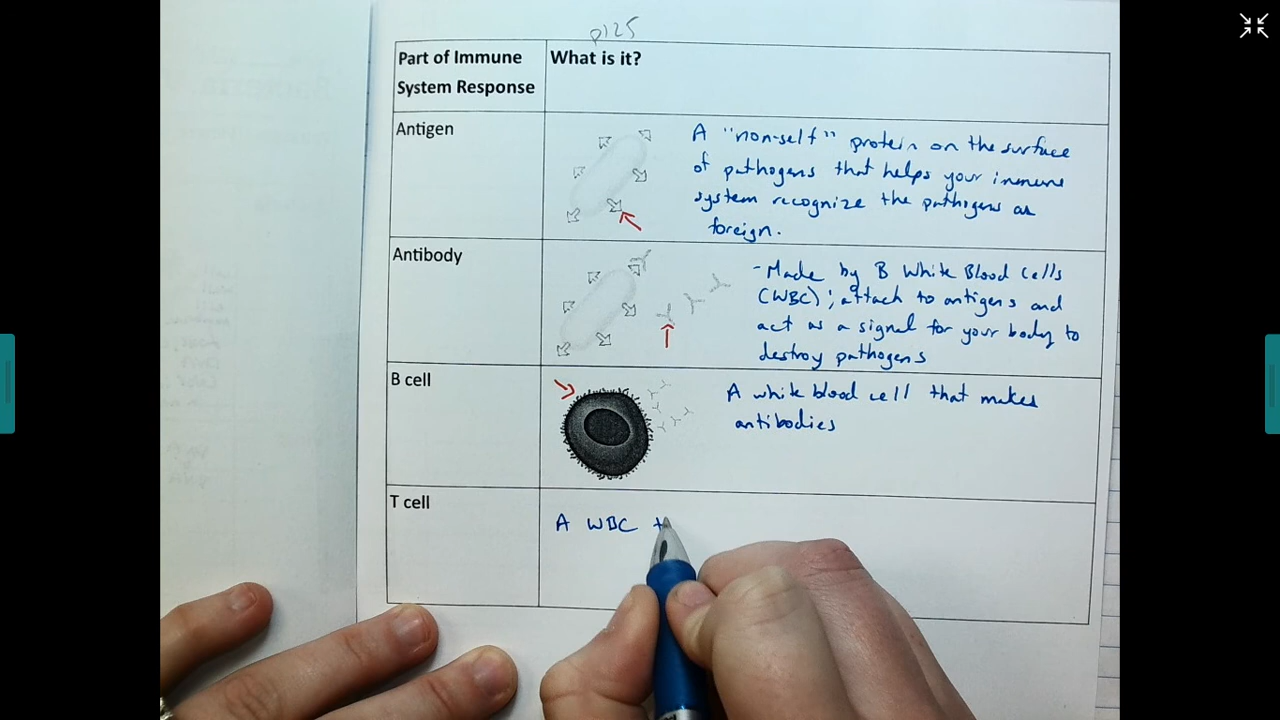 p125
Part of Immune
System Response
What is it?
Antigen
A "non-self" protein on the surface
of pathogens that helps your immune
system recognize the pathogens as
foreign.
Antibody
-Made by B White Blood cells
(WBC); attach to antigens and
act as a signal for your body to
destroy pathogens
B cell
A white blood cell that makes
antibodies
T cell
A WBC t